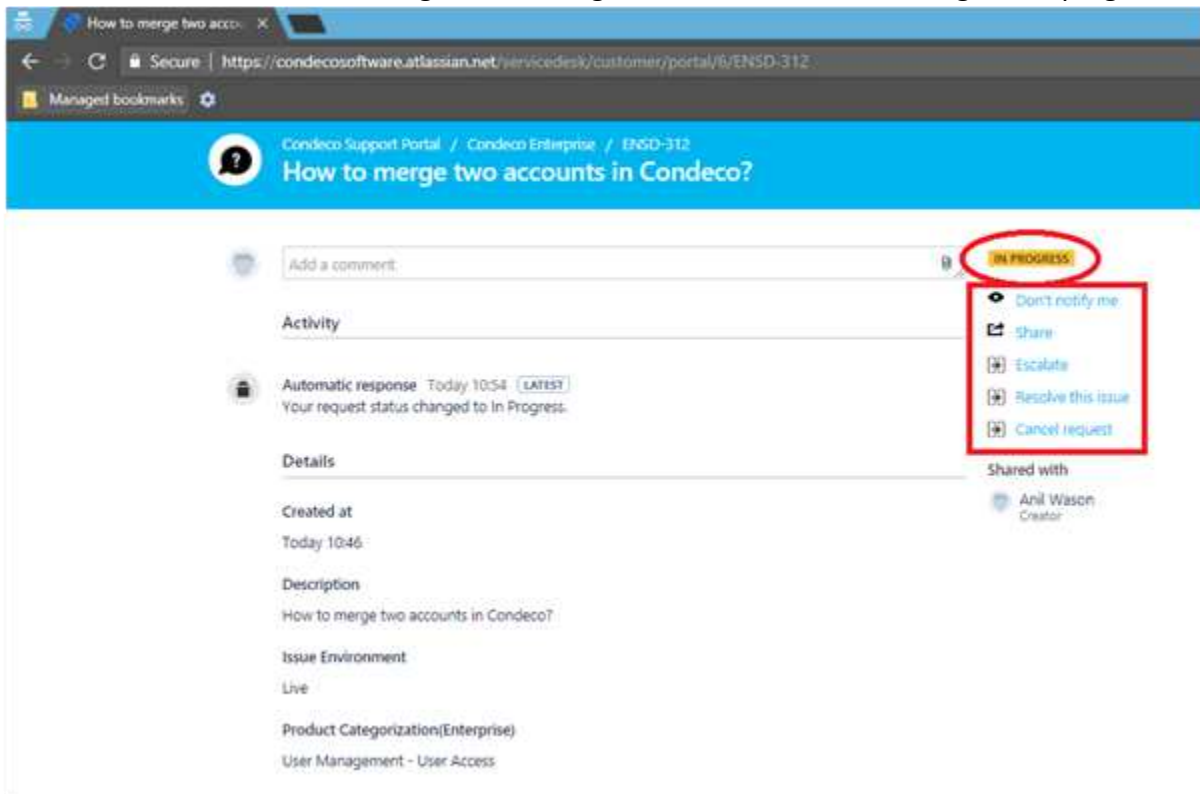 How to merge two acco
Secure | https://condecosoftware.atlassian.net/servicedesk/customer/portal/6/ENSD-312
Managed bookmarks
Condeco Support Portal / Condeco Enterprise / ENSD-312
How to merge two accounts in Condeco?
Add a comment
IN PROGRESS
Don't notify me
Share
Escalate
Resolve this issue
Cancel request
Activity
Automatic response Today 10:54 LATEST
Your request status changed to In Progress.
Details
Shared with
Anil Wason
Creator
Created at
Today 10:46
Description
How to merge two accounts in Condeco?
Issue Environment
Live
Product Categorization(Enterprise)
User Management - User Access